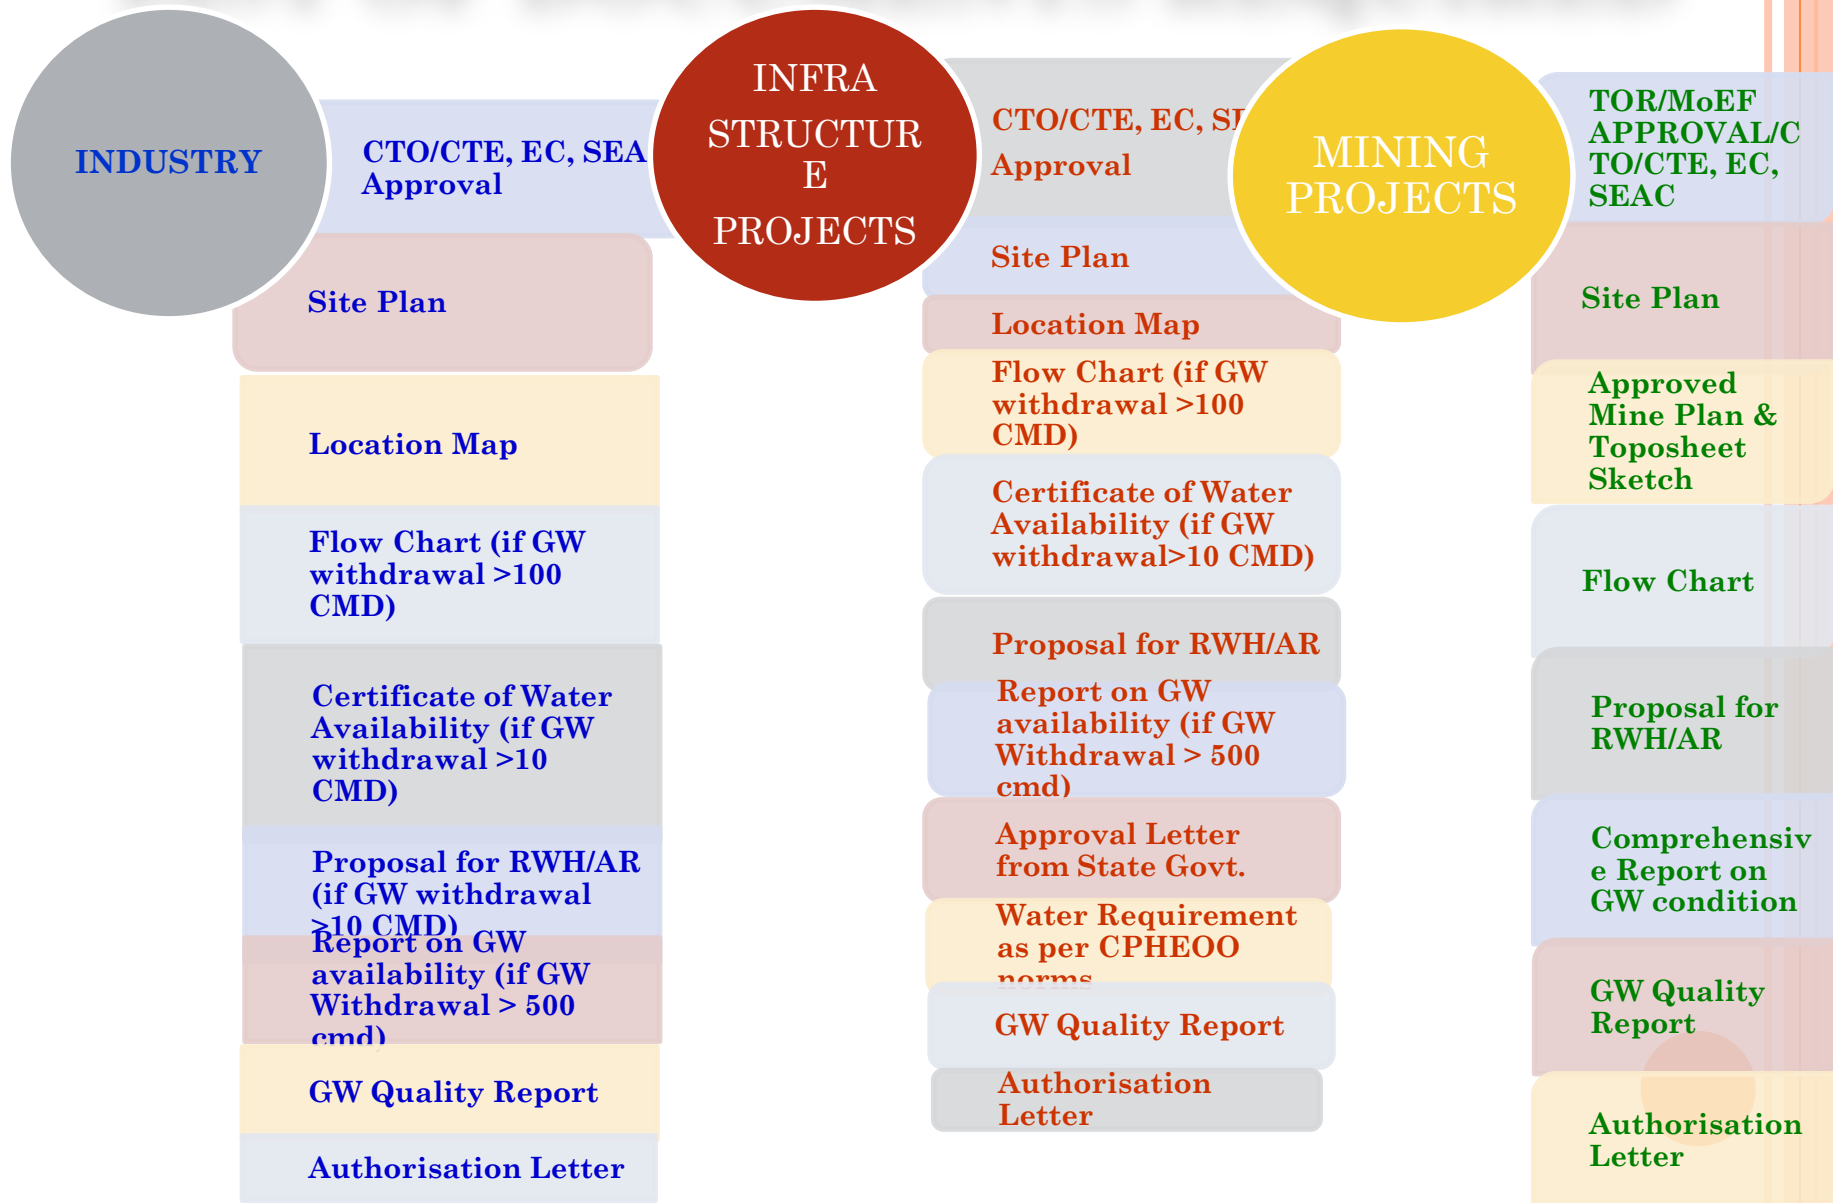 INDUSTRY
CTO/CTE, EC, SEA
Approval
Site Plan
Location Map
Flow Chart (if GW
withdrawal >100
CMD)
Certificate of Water
Availability (if GW
withdrawal >10
CMD)
Proposal for RWH/AR
(if GW withdrawal
>10 CMD)
Report on GW
availability (if GW
Withdrawal > 500
cmd)
GW Quality Report
Authorisation Letter
INFRA
STRUCTUR
E
PROJECTS
CTO/CTE, EC,
Approval
Site Plan
Location Map
Flow Chart (if GW
withdrawal >100
CMD)
Certificate of Water
Availability (if GW
withdrawal>10 CMD)
Proposal for RWH/AR
Report on GW
availability (if GW
Withdrawal > 500
cmd)
Approval Letter
from State Govt.
Water Requirement
as per CPHEOO
norms
GW Quality Report
Authorisation
Letter
MINING
PROJECTS
TOR/MoEF
APPROVAL/C
TO/CTE, EC,
SEAC
Site Plan
Approved
Mine Plan &
Toposheet
Sketch
Flow Chart
Proposal for
RWH/AR
Comprehensiv
e Report on
GW condition
GW Quality
Report
Authorisation
Letter